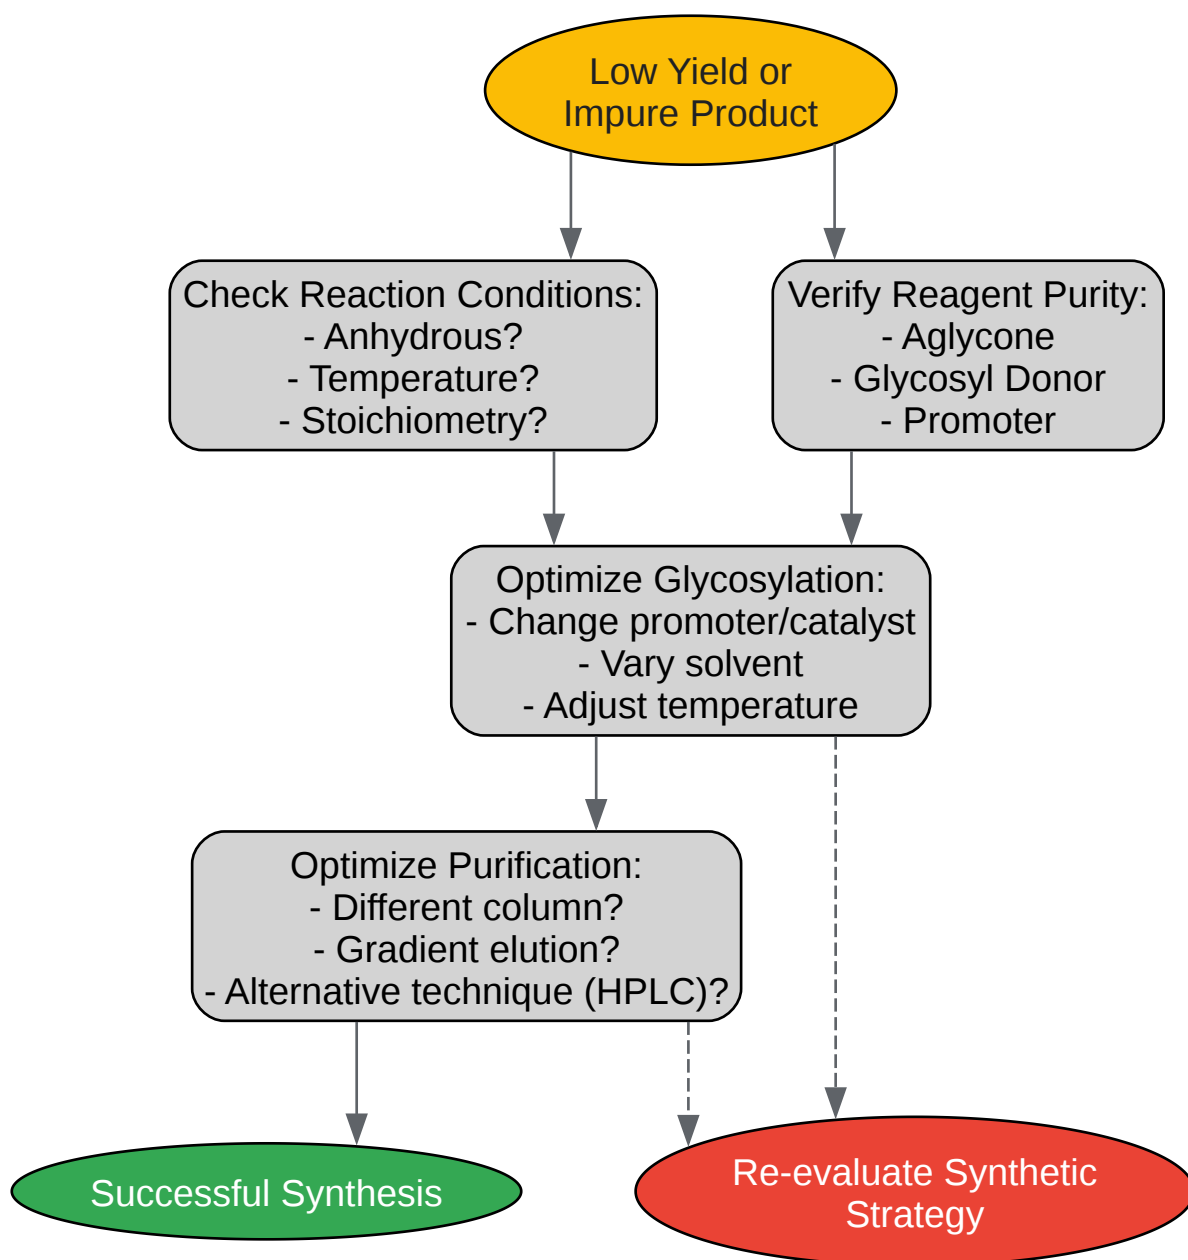 Low Yield or
Impure Product
Check Reaction Conditions:
- Anhydrous?
- Temperature?
- Stoichiometry?
Verify Reagent Purity:
- Aglycone
- Glycosyl Donor
- Promoter
Optimize Glycosylation:
- Change promoter/catalyst
- Vary solvent
- Adjust temperature
Optimize Purification:
- Different column?
- Gradient elution?
- Alternative technique (HPLC)?
Successful Synthesis
Re-evaluate Synthetic
Strategy